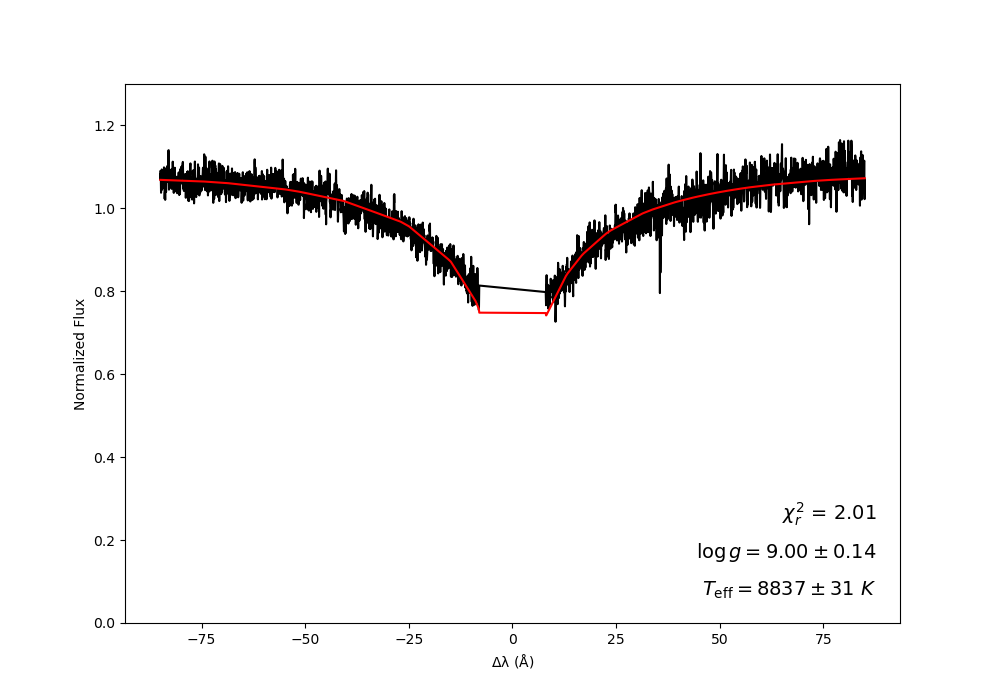 1.2
1.0
0.8
0.6
0.4
0.2
0.0
Normalized Flux
χ²ᵣ = 2.01
log g = 9.00 ± 0.14
T_eff = 8837 ± 31 K
−75 −50 −25 0 25 50 75
Δλ (Å)